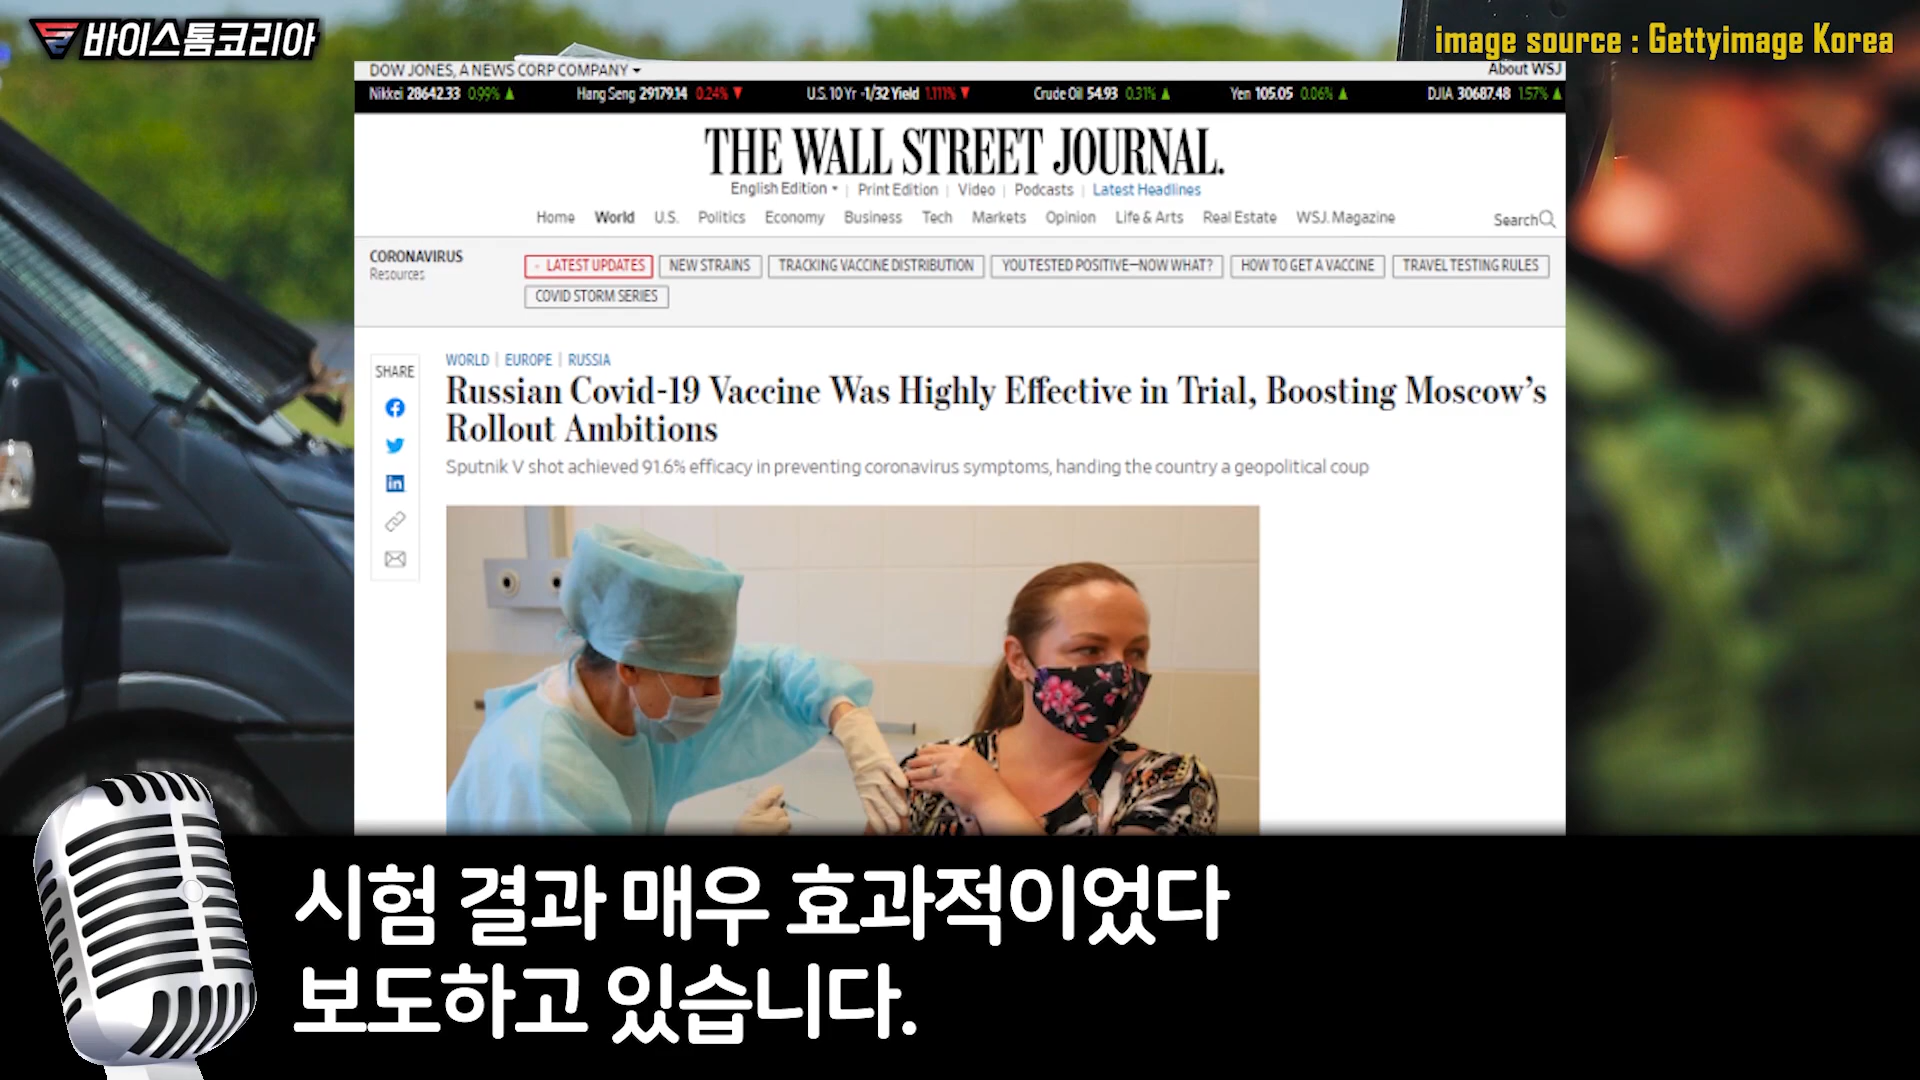 바이스톰코리아
image source : Gettyimage Korea
DOW JONES, A NEWS CORP COMPANY
About WSJ
Nikkei 28642.33 0.99% ▲ Hang Seng 29179.14 0.24% ▼ U.S. 10 Yr -1/32 Yield 1.111% ▼ Crude Oil 54.93 0.31% ▲ Yen 105.05 0.06% ▲ DJIA 30687.48 1.57% ▲
THE WALL STREET JOURNAL.
English Edition | Print Edition | Video | Podcasts | Latest Headlines
Home World U.S. Politics Economy Business Tech Markets Opinion Life & Arts Real Estate WSJ. Magazine Search
CORONAVIRUS
Resources
LATEST UPDATES NEW STRAINS TRACKING VACCINE DISTRIBUTION YOU TESTED POSITIVE—NOW WHAT? HOW TO GET A VACCINE TRAVEL TESTING RULES
COVID STORM SERIES
SHARE
WORLD | EUROPE | RUSSIA
Russian Covid-19 Vaccine Was Highly Effective in Trial, Boosting Moscow's
Rollout Ambitions
Sputnik V shot achieved 91.6% efficacy in preventing coronavirus symptoms, handing the country a geopolitical coup
시험 결과 매우 효과적이었다
보도하고 있습니다.